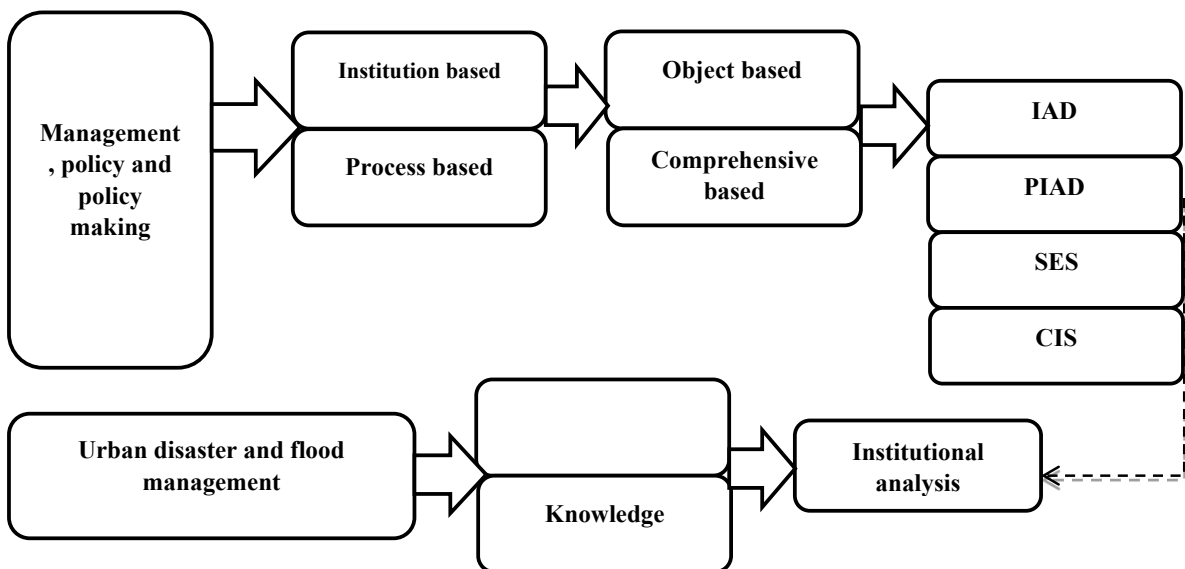 Management
, policy and
policy
making
Institution based
Process based
Object based
Comprehensive
based
IAD
PIAD
SES
CIS
Urban disaster and flood
management
Knowledge
Institutional
analysis